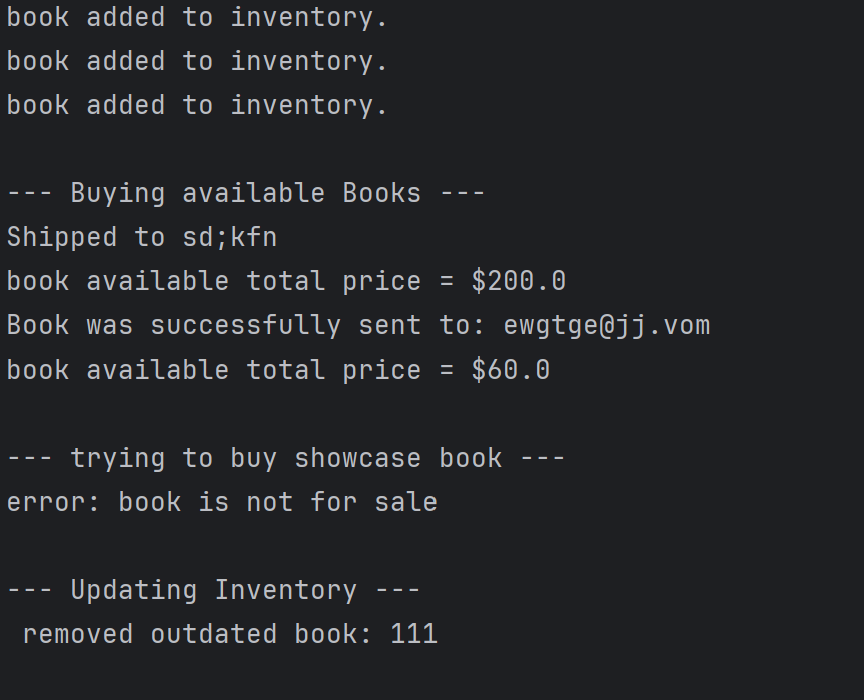 book added to inventory.
book added to inventory.
book added to inventory.
--- Buying available Books ---
Shipped to sd;kfn
book available total price = $200.0
Book was successfully sent to: ewgtge@jj.vom
book available total price = $60.0
--- trying to buy showcase book ---
error: book is not for sale
--- Updating Inventory ---
 removed outdated book: 111